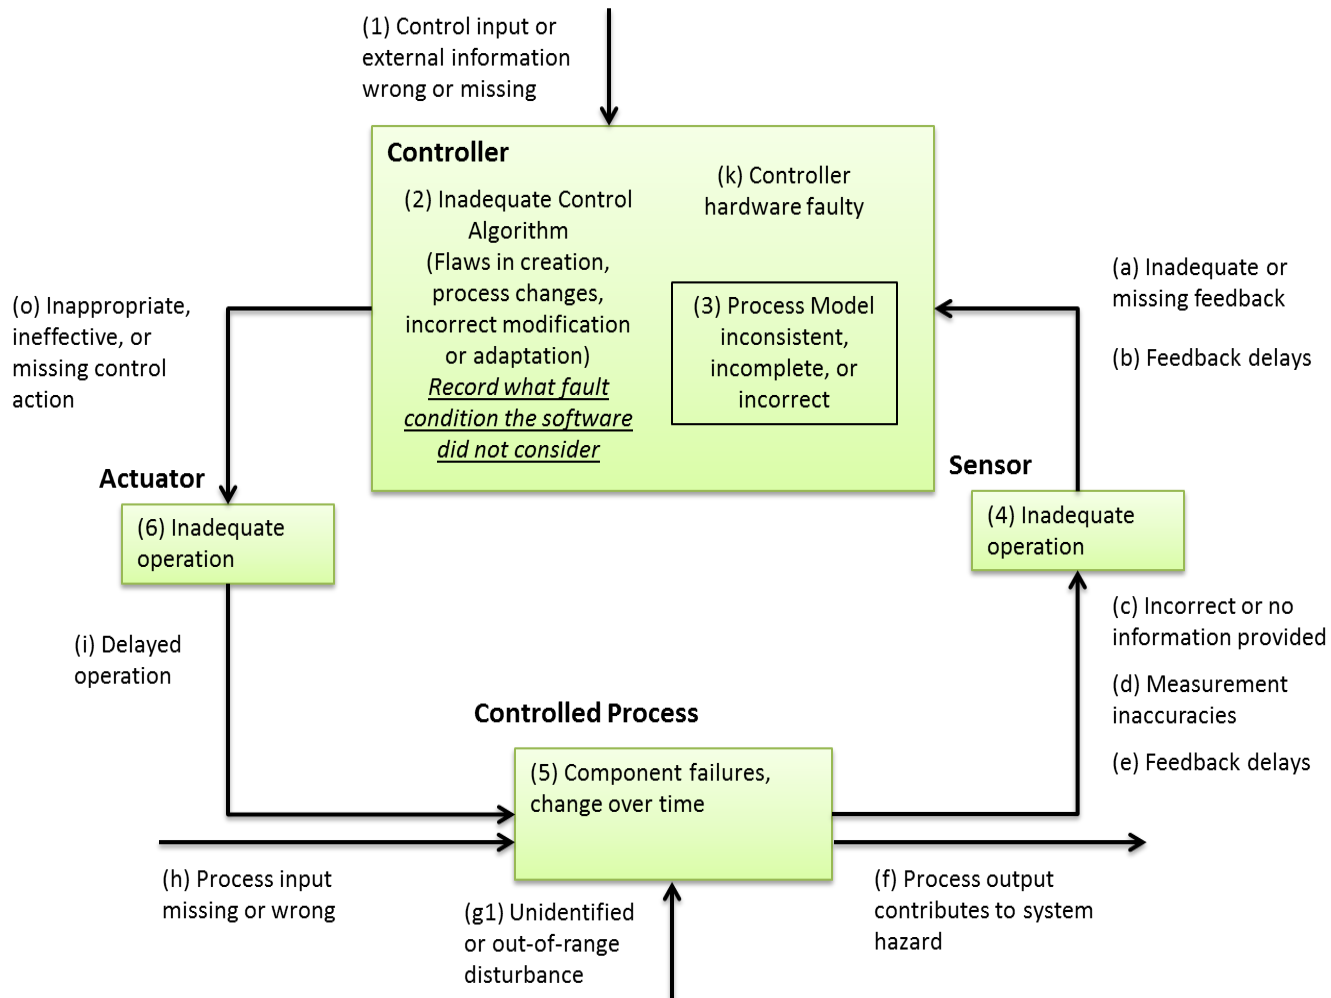 (1) Control input or
external information
wrong or missing
Controller
(2) Inadequate Control
Algorithm
(Flaws in creation,
process changes,
incorrect modification
or adaptation)
Record what fault
condition the software
did not consider
(k) Controller
hardware faulty
(3) Process Model
inconsistent,
incomplete, or
incorrect
(o) Inappropriate,
ineffective, or
missing control
action
(a) Inadequate or
missing feedback
(b) Feedback delays
Actuator
(6) Inadequate
operation
Sensor
(4) Inadequate
operation
(i) Delayed
operation
(c) Incorrect or no
information provided
(d) Measurement
inaccuracies
(e) Feedback delays
Controlled Process
(5) Component failures,
change over time
(h) Process input
missing or wrong
(g1) Unidentified
or out-of-range
disturbance
(f) Process output
contributes to system
hazard